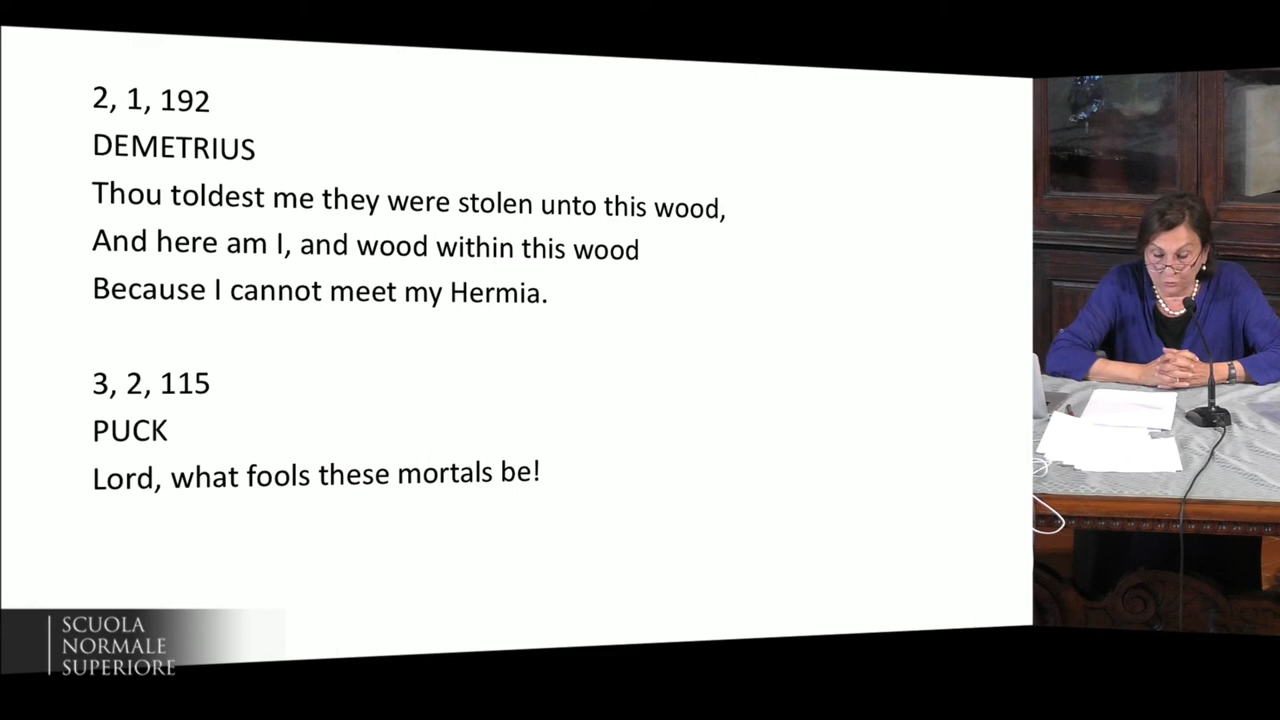 2, 1, 192
DEMETRIUS
Thou toldest me they were stolen unto this wood,
And here am I, and wood within this wood
Because I cannot meet my Hermia.
3, 2, 115
PUCK
Lord, what fools these mortals be!
SCUOLA
NORMALE
SUPERIORE